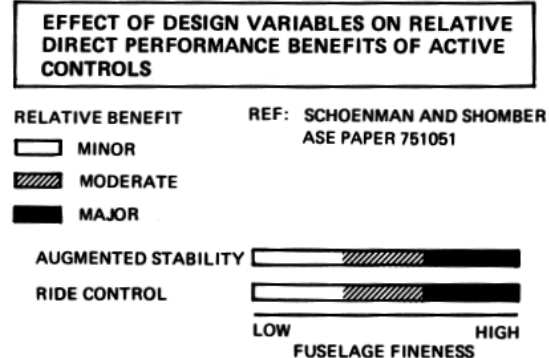 EFFECT OF DESIGN VARIABLES ON RELATIVE
DIRECT PERFORMANCE BENEFITS OF ACTIVE
CONTROLS
RELATIVE BENEFIT
REF: SCHOENMAN AND SHOMBER
ASE PAPER 751051
MINOR
MODERATE
MAJOR
AUGMENTED STABILITY
RIDE CONTROL
LOW HIGH
FUSELAGE FINENESS